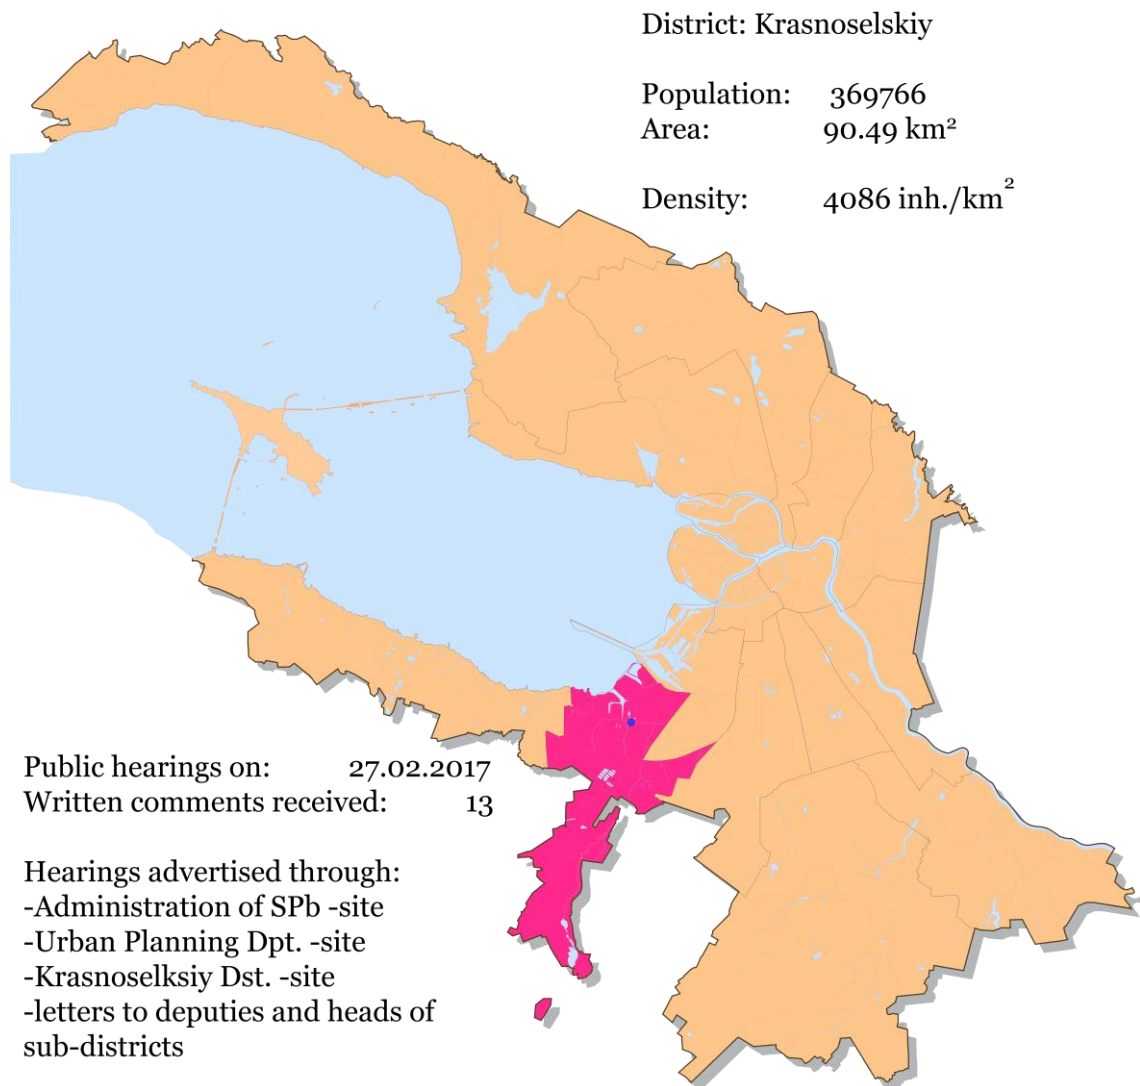 District: Krasnoselskiy
Population: 369766
Area: 90.49 km²
Density: 4086 inh./km²
Public hearings on: 27.02.2017
Written comments received: 13
Hearings advertised through:
-Administration of SPb -site
-Urban Planning Dpt. -site
-Krasnoselksiy Dst. -site
-letters to deputies and heads of
sub-districts